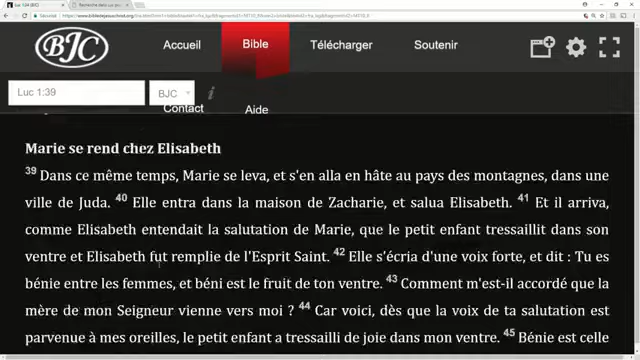 Luc 1:39 (BJC)
BJC
Accueil
Bible
Télécharger
Soutenir
Luc 1:39
BJC
Contact
Aide
Marie se rend chez Elisabeth
39 Dans ce même temps, Marie se leva, et s'en alla en hâte au pays des montagnes, dans une
ville de Juda. 40 Elle entra dans la maison de Zacharie, et salua Elisabeth. 41 Et il arriva,
comme Elisabeth entendait la salutation de Marie, que le petit enfant tressaillit dans son
ventre et Elisabeth fut remplie de l'Esprit Saint. 42 Elle s'écria d'une voix forte, et dit : Tu es
bénie entre les femmes, et béni est le fruit de ton ventre. 43 Comment m'est-il accordé que la
mère de mon Seigneur vienne vers moi ? 44 Car voici, dès que la voix de ta salutation est
parvenue à mes oreilles, le petit enfant a tressailli de joie dans mon ventre. 45 Bénie est celle